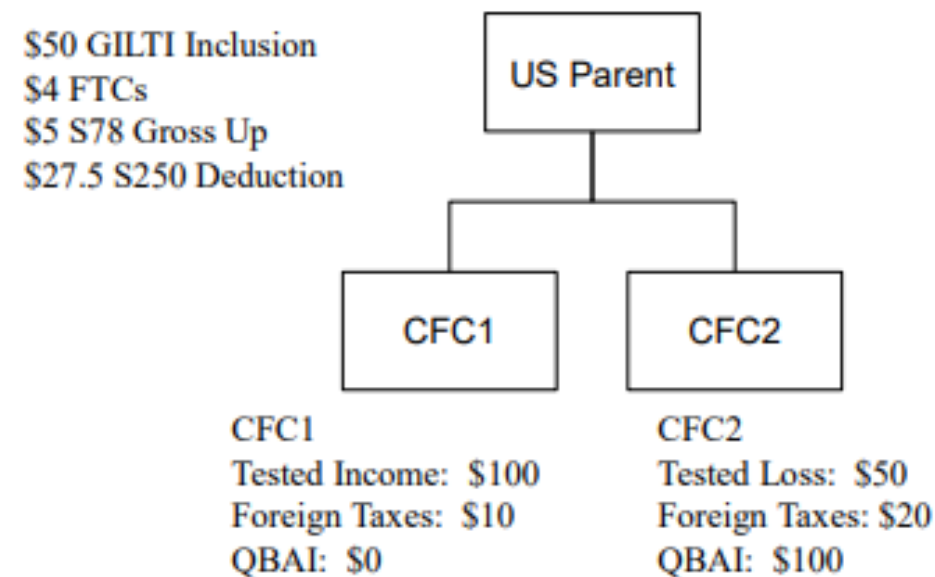 $50 GILTI Inclusion
$4 FTCs
$5 S78 Gross Up
$27.5 S250 Deduction
US Parent
CFC1
CFC2
CFC1
Tested Income:  $100
Foreign Taxes:  $10
QBAI:  $0
CFC2
Tested Loss:  $50
Foreign Taxes: $20
QBAI:  $100